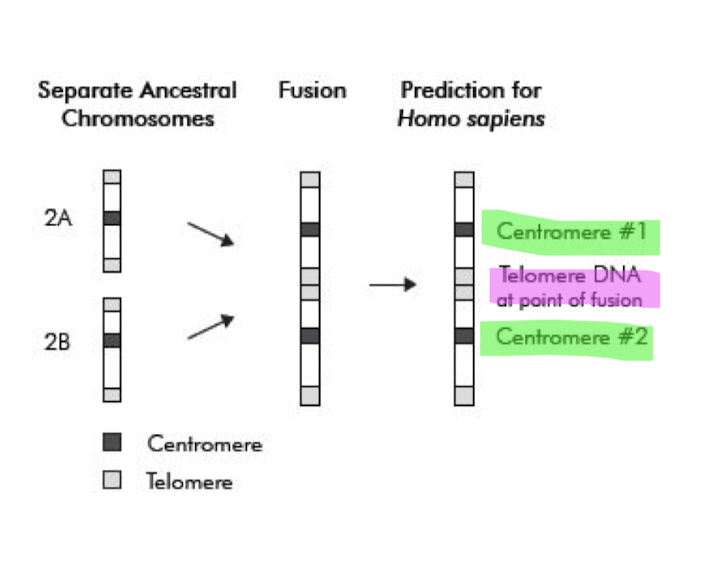 Separate Ancestral
Chromosomes
Fusion
Prediction for
Homo sapiens
2A
Centromere #1
Telomere DNA
at point of fusion
2B
Centromere #2
Centromere
Telomere